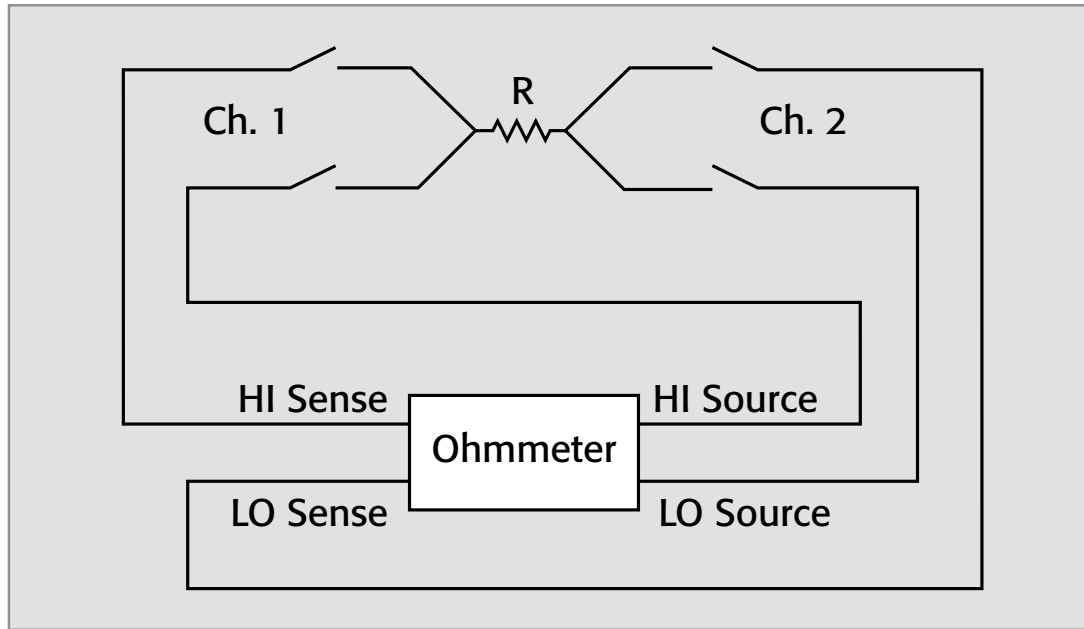 R
Ch. 1
Ch. 2
HI Sense
HI Source
Ohmmeter
LO Sense
LO Source